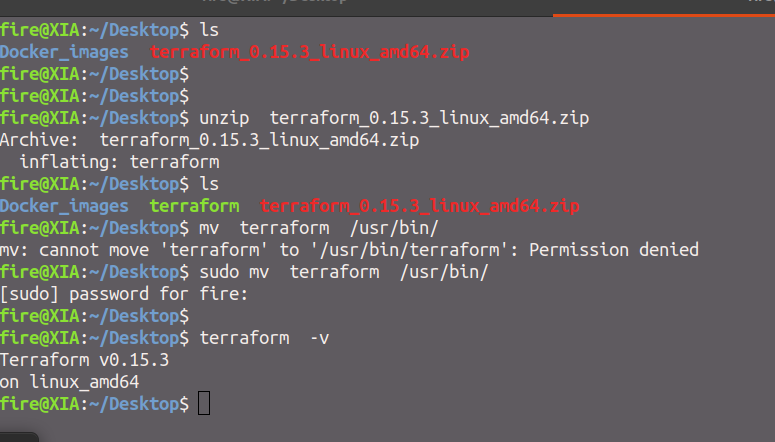 fire@XIA:~/Desktop$ ls
Docker_images  terraform_0.15.3_linux_amd64.zip
fire@XIA:~/Desktop$
fire@XIA:~/Desktop$
fire@XIA:~/Desktop$ unzip  terraform_0.15.3_linux_amd64.zip
Archive:  terraform_0.15.3_linux_amd64.zip
  inflating: terraform
fire@XIA:~/Desktop$ ls
Docker_images  terraform  terraform_0.15.3_linux_amd64.zip
fire@XIA:~/Desktop$ mv  terraform  /usr/bin/
mv: cannot move 'terraform' to '/usr/bin/terraform': Permission denied
fire@XIA:~/Desktop$ sudo mv  terraform  /usr/bin/
[sudo] password for fire:
fire@XIA:~/Desktop$
fire@XIA:~/Desktop$ terraform  -v
Terraform v0.15.3
on linux_amd64
fire@XIA:~/Desktop$